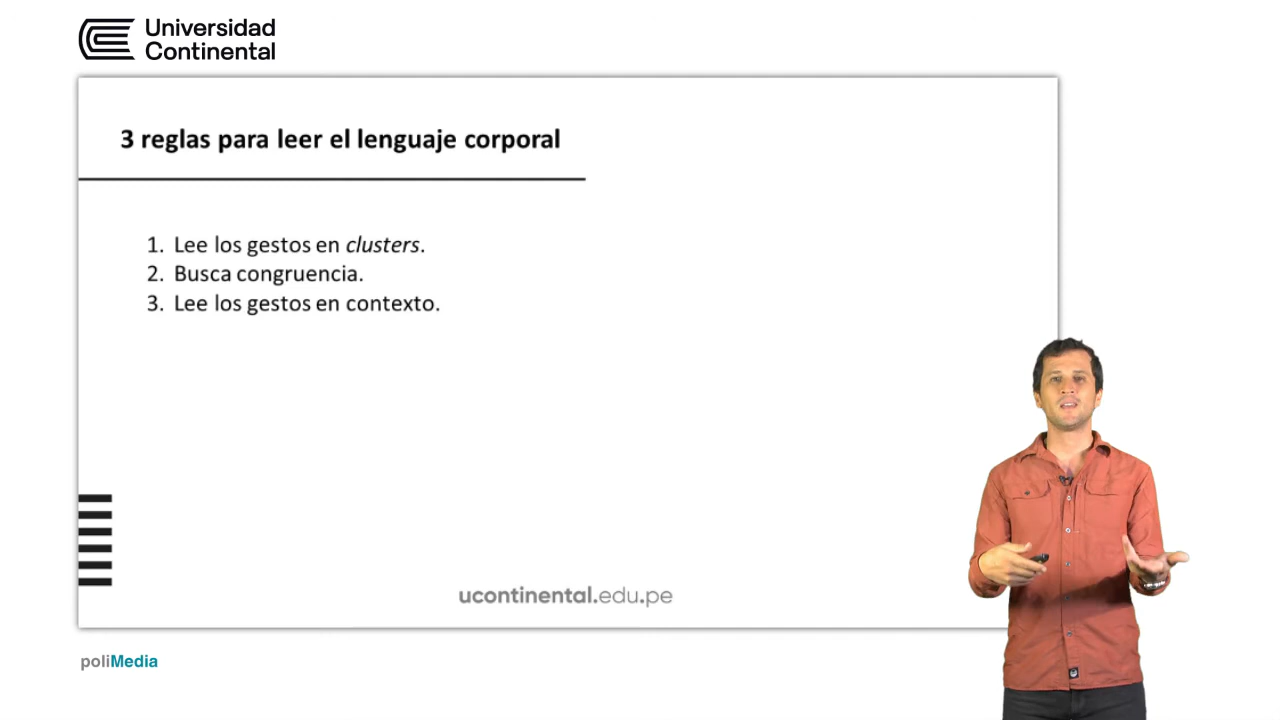 Universidad
Continental
3 reglas para leer el lenguaje corporal
1. Lee los gestos en clusters.
2. Busca congruencia.
3. Lee los gestos en contexto.
ucontinental.edu.pe
poliMedia